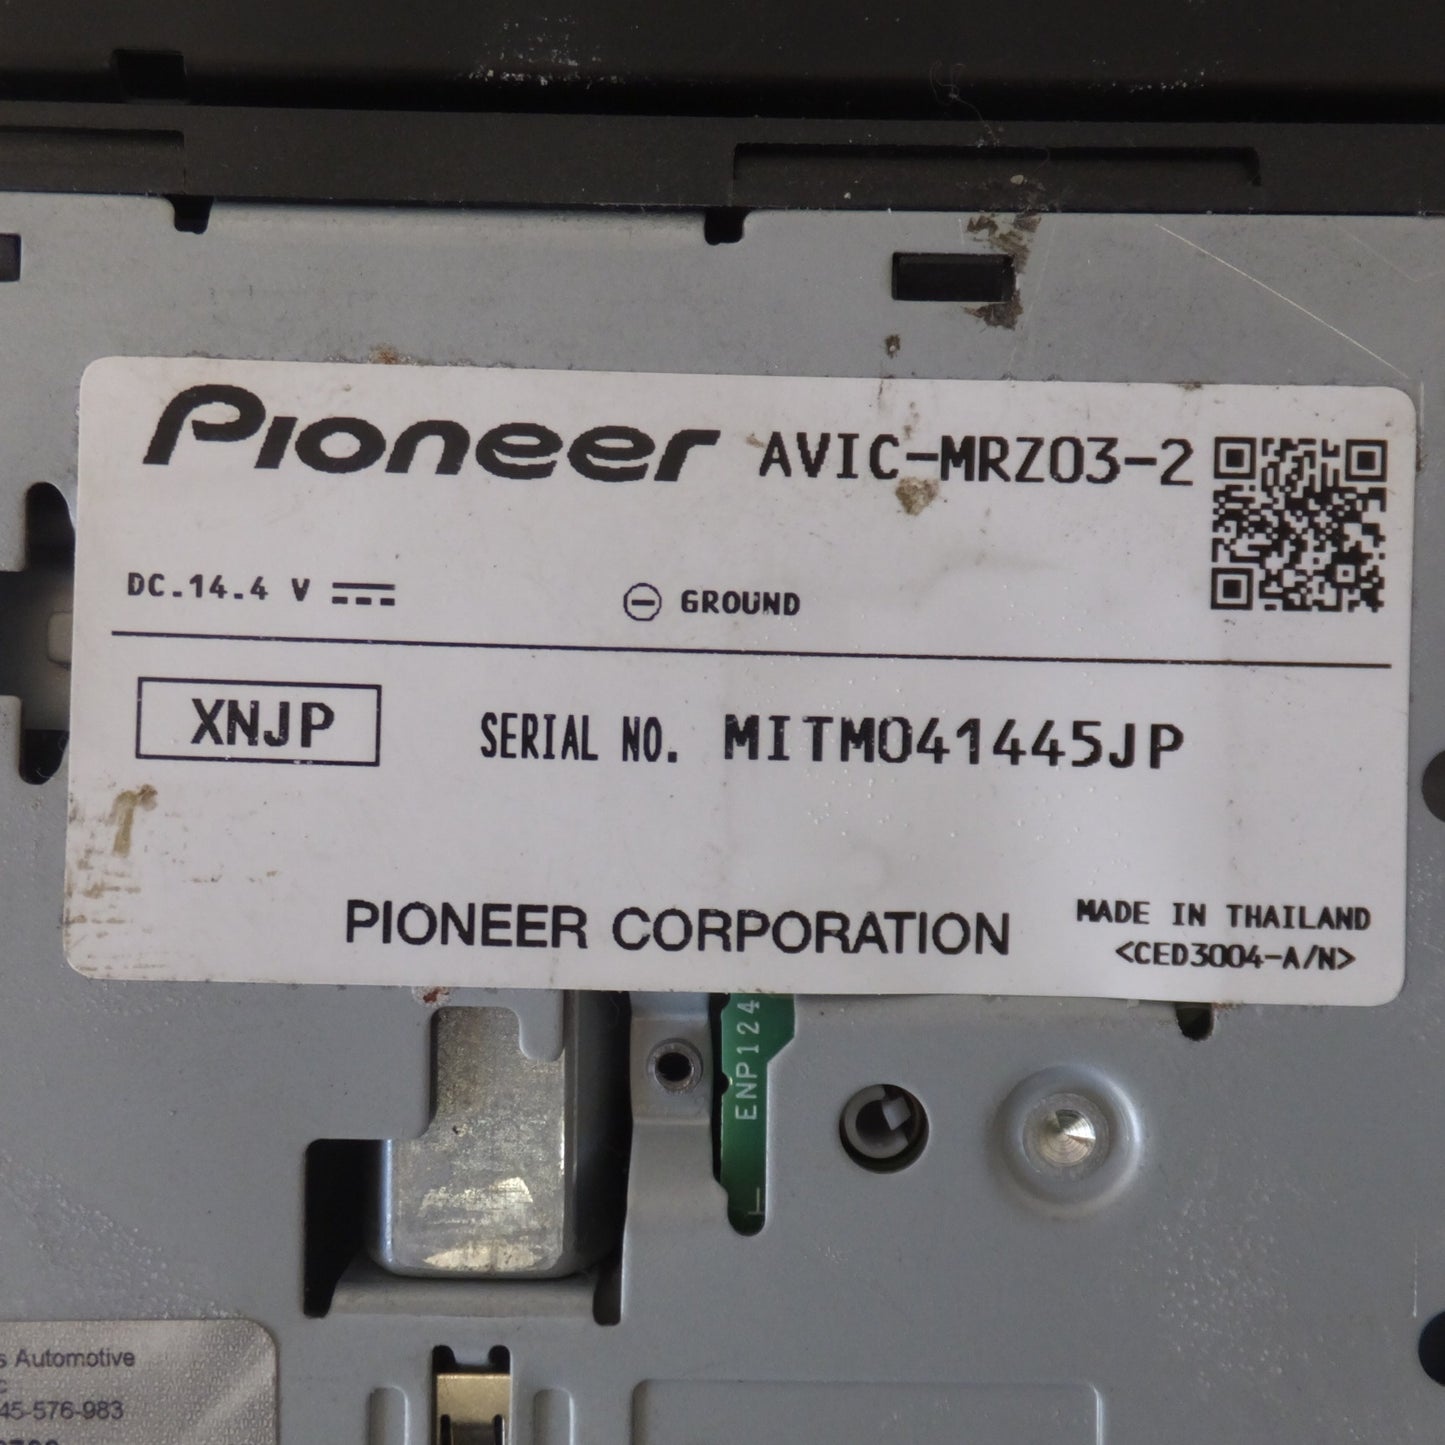 Pioneer AVIC-MRZ03-2
DC.14.4 V
GROUND
XNJP
SERIAL NO. MITM041445JP
PIONEER CORPORATION
MADE IN THAILAND
<CED3004-A/N>
ENP124
Automotive
45-576-983